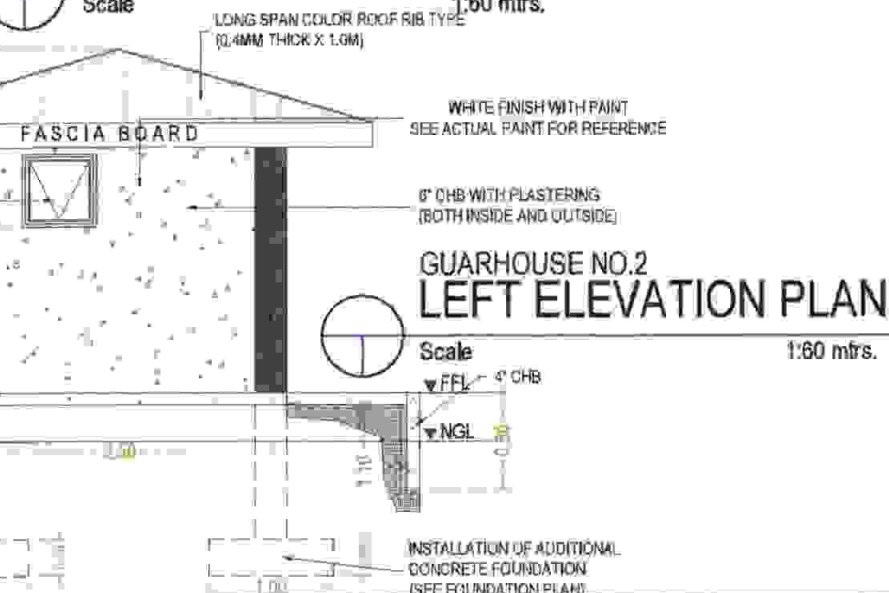 Scale
1:60 mtrs.
LONG SPAN COLOR ROOF RIB TYPE
(0.4MM THICK X 1.0M)
WHITE FINISH WITH PAINT
SEE ACTUAL PAINT FOR REFERENCE
FASCIA BOARD
6" CHB WITH PLASTERING
(BOTH INSIDE AND OUTSIDE)
GUARHOUSE NO.2
LEFT ELEVATION PLAN
Scale
1:60 mtrs.
FFL
4" CHB
NGL
INSTALLATION OF ADDITIONAL
CONCRETE FOUNDATION
1.00
(SEE FOUNDATION PLAN)